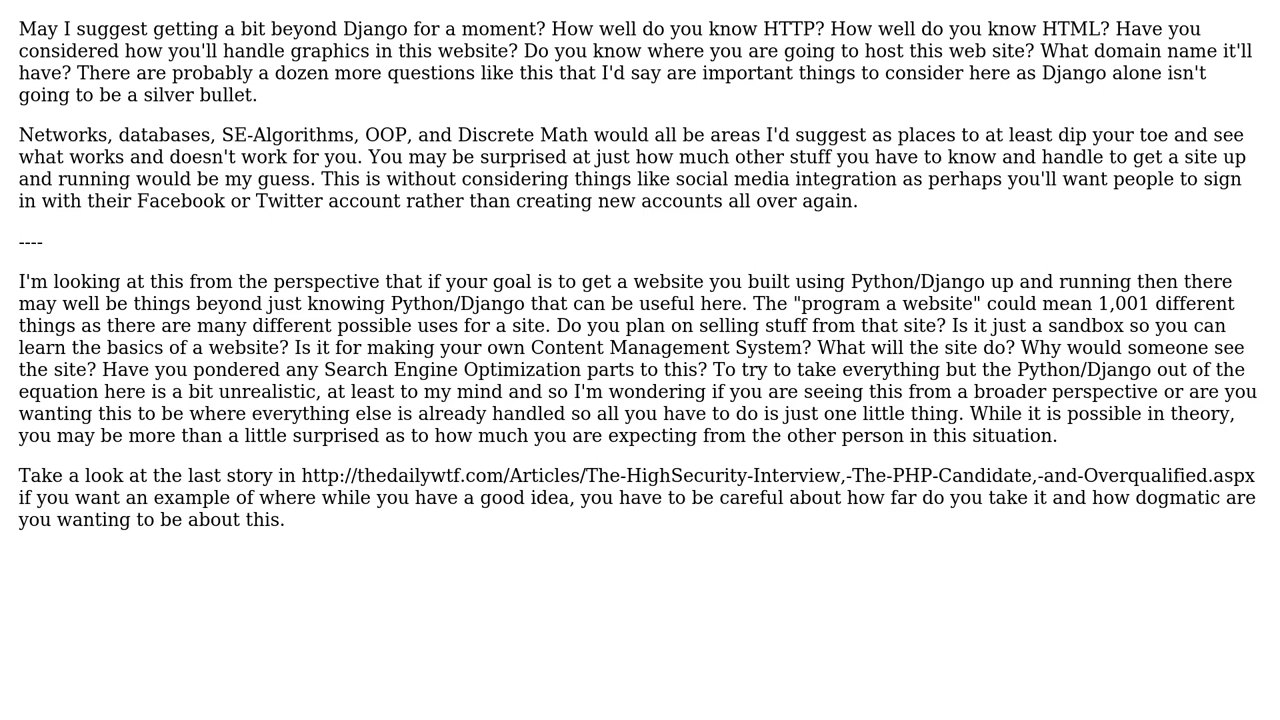 May I suggest getting a bit beyond Django for a moment? How well do you know HTTP? How well do you know HTML? Have you
considered how you'll handle graphics in this website? Do you know where you are going to host this web site? What domain name it'll
have? There are probably a dozen more questions like this that I'd say are important things to consider here as Django alone isn't
going to be a silver bullet.
Networks, databases, SE-Algorithms, OOP, and Discrete Math would all be areas I'd suggest as places to at least dip your toe and see
what works and doesn't work for you. You may be surprised at just how much other stuff you have to know and handle to get a site up
and running would be my guess. This is without considering things like social media integration as perhaps you'll want people to sign
in with their Facebook or Twitter account rather than creating new accounts all over again.
----
I'm looking at this from the perspective that if your goal is to get a website you built using Python/Django up and running then there
may well be things beyond just knowing Python/Django that can be useful here. The "program a website" could mean 1,001 different
things as there are many different possible uses for a site. Do you plan on selling stuff from that site? Is it just a sandbox so you can
learn the basics of a website? Is it for making your own Content Management System? What will the site do? Why would someone see
the site? Have you pondered any Search Engine Optimization parts to this? To try to take everything but the Python/Django out of the
equation here is a bit unrealistic, at least to my mind and so I'm wondering if you are seeing this from a broader perspective or are you
wanting this to be where everything else is already handled so all you have to do is just one little thing. While it is possible in theory,
you may be more than a little surprised as to how much you are expecting from the other person in this situation.
Take a look at the last story in http://thedailywtf.com/Articles/The-HighSecurity-Interview,-The-PHP-Candidate,-and-Overqualified.aspx
if you want an example of where while you have a good idea, you have to be careful about how far do you take it and how dogmatic are
you wanting to be about this.